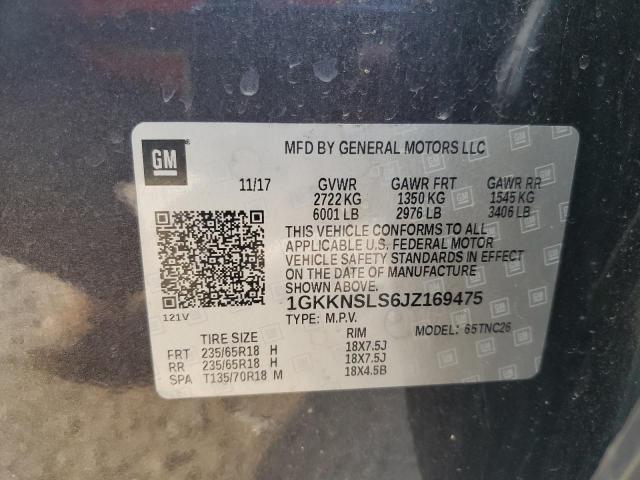 GM
MFD BY GENERAL MOTORS LLC
11/17 GVWR GAWR FRT GAWR RR
2722 KG 1350 KG 1545 KG
6001 LB 2976 LB 3406 LB
THIS VEHICLE CONFORMS TO ALL
APPLICABLE U.S. FEDERAL MOTOR
VEHICLE SAFETY STANDARDS IN EFFECT
ON THE DATE OF MANUFACTURE
SHOWN ABOVE.
1GKKNSLS6JZ169475
121V
TYPE: M.P.V. MODEL: 65TNC26
TIRE SIZE RIM
FRT 235/65R18 H 18X7.5J
RR 235/65R18 H 18X7.5J
SPA T135/70R18 M 18X4.5B